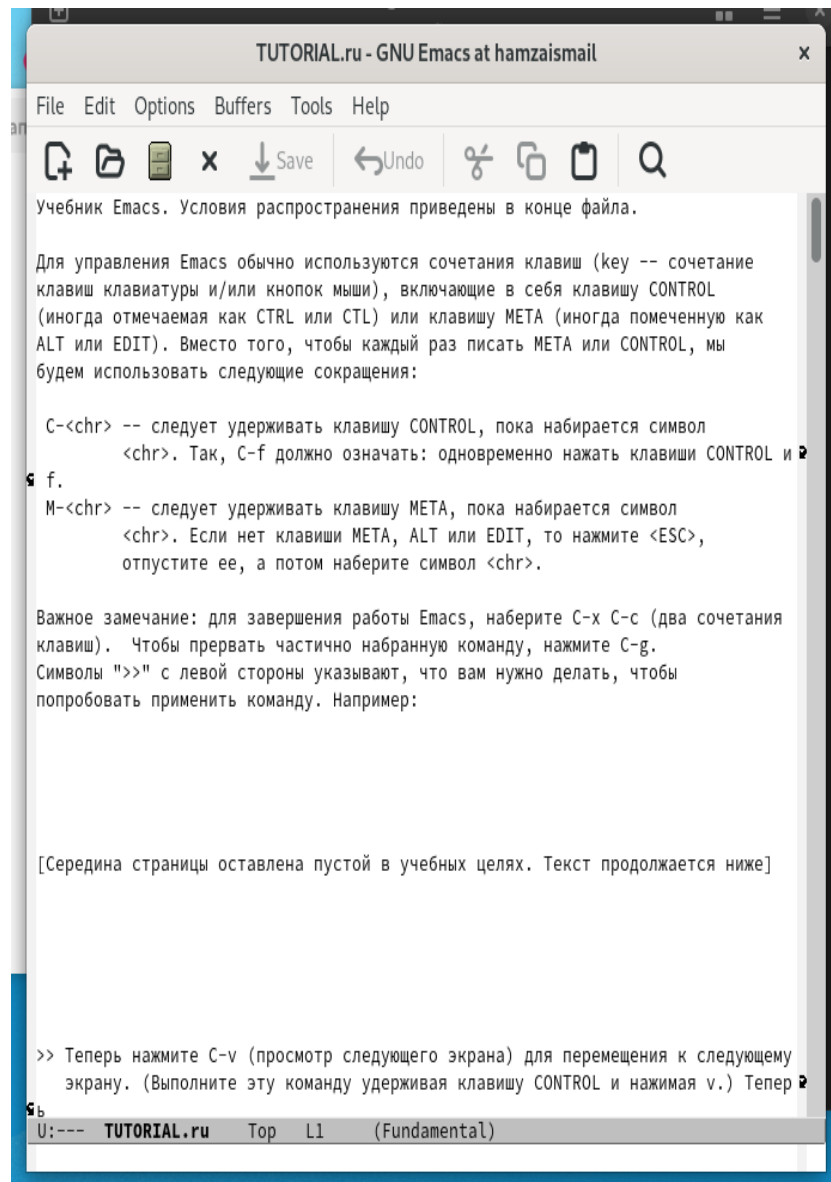 TUTORIAL.ru - GNU Emacs at hamzaismail
File Edit Options Buffers Tools Help
Save Undo
Учебник Emacs. Условия распространения приведены в конце файла.
Для управления Emacs обычно используются сочетания клавиш (key -- сочетание
клавиш клавиатуры и/или кнопок мыши), включающие в себя клавишу CONTROL
(иногда отмечаемая как CTRL или CTL) или клавишу META (иногда помеченную как
ALT или EDIT). Вместо того, чтобы каждый раз писать META или CONTROL, мы
будем использовать следующие сокращения:
C-<chr> -- следует удерживать клавишу CONTROL, пока набирается символ
<chr>. Так, C-f должно означать: одновременно нажать клавиши CONTROL и
f.
M-<chr> -- следует удерживать клавишу META, пока набирается символ
<chr>. Если нет клавиши META, ALT или EDIT, то нажмите <ESC>,
отпустите ее, а потом наберите символ <chr>.
Важное замечание: для завершения работы Emacs, наберите C-x C-c (два сочетания
клавиш).  Чтобы прервать частично набранную команду, нажмите C-g.
Символы ">>" с левой стороны указывают, что вам нужно делать, чтобы
попробовать применить команду. Например:
[Середина страницы оставлена пустой в учебных целях. Текст продолжается ниже]
>> Теперь нажмите C-v (просмотр следующего экрана) для перемещения к следующему
экрану. (Выполните эту команду удерживая клавишу CONTROL и нажимая v.) Тепер
ь
U:--- TUTORIAL.ru Top L1 (Fundamental)